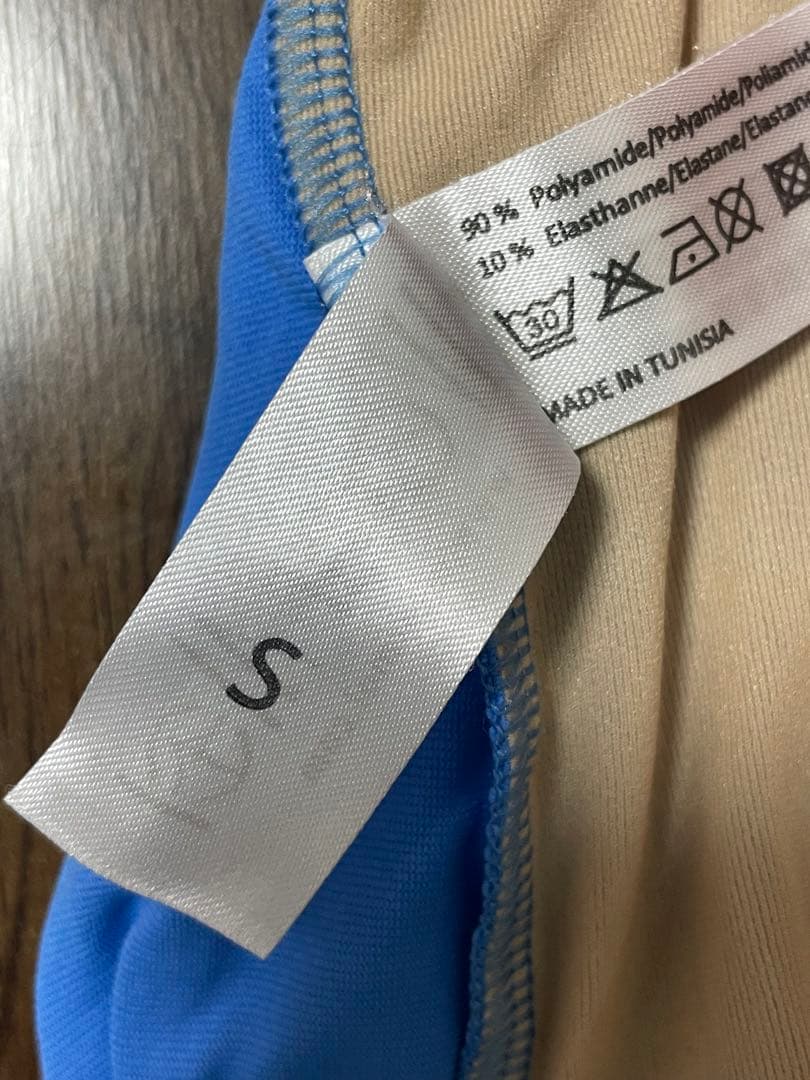 90 % Polyamide/Polyamide/Poliamid
10 % Elasthanne/Elastane/Elastan
30
MADE IN TUNISIA
S